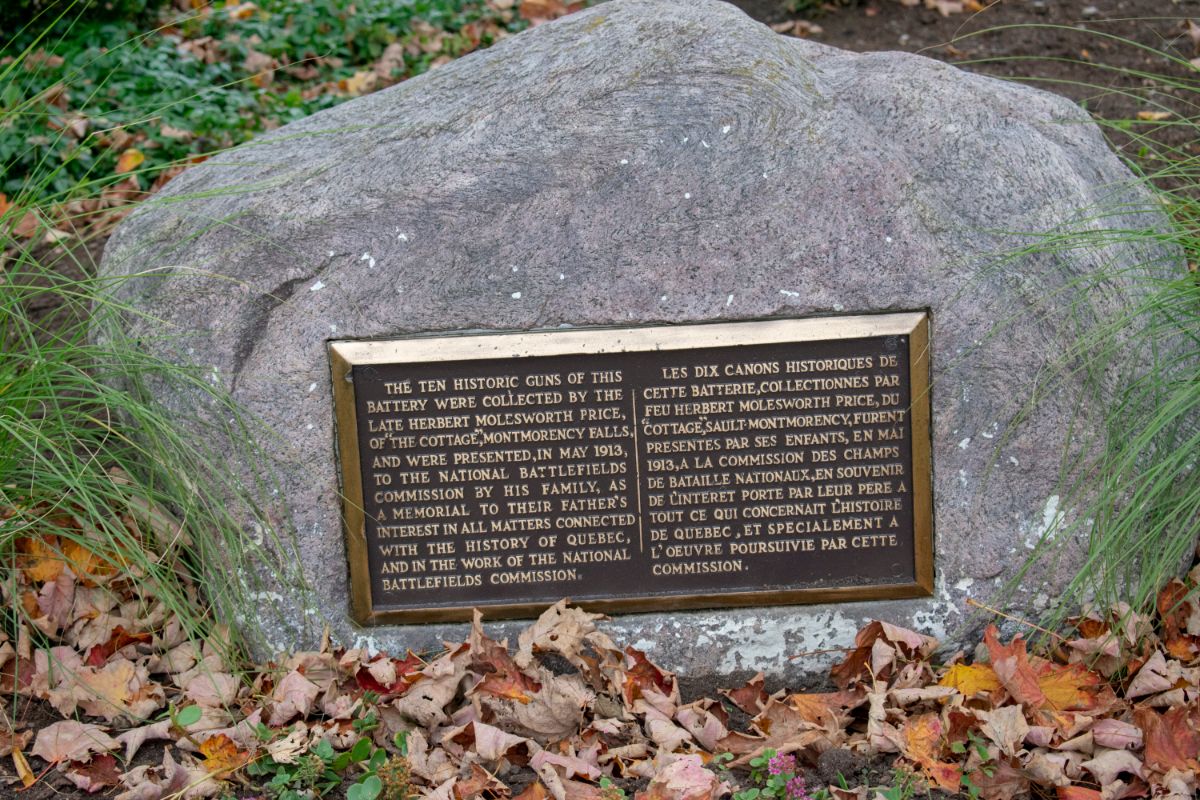 THE TEN HISTORIC GUNS OF THIS
BATTERY WERE COLLECTED BY THE
LATE HERBERT MOLESWORTH PRICE,
OF "THE COTTAGE", MONTMORENCY FALLS,
AND WERE PRESENTED, IN MAY 1913,
TO THE NATIONAL BATTLEFIELDS
COMMISSION BY HIS FAMILY, AS
A MEMORIAL TO THEIR FATHER'S
INTEREST IN ALL MATTERS CONNECTED
WITH THE HISTORY OF QUEBEC,
AND IN THE WORK OF THE NATIONAL
BATTLEFIELDS COMMISSION.
LES DIX CANONS HISTORIQUES DE
CETTE BATTERIE, COLLECTIONNES PAR
FEU HERBERT MOLESWORTH PRICE, DU
"COTTAGE", SAULT-MONTMORENCY, FURENT
PRESENTES PAR SES ENFANTS, EN MAI
1913, A LA COMMISSION DES CHAMPS
DE BATAILLE NATIONAUX, EN SOUVENIR
DE L'INTERET PORTE PAR LEUR PERE A
TOUT CE QUI CONCERNAIT L'HISTOIRE
DE QUEBEC, ET SPECIALEMENT A
L'OEUVRE POURSUIVIE PAR CETTE
COMMISSION.